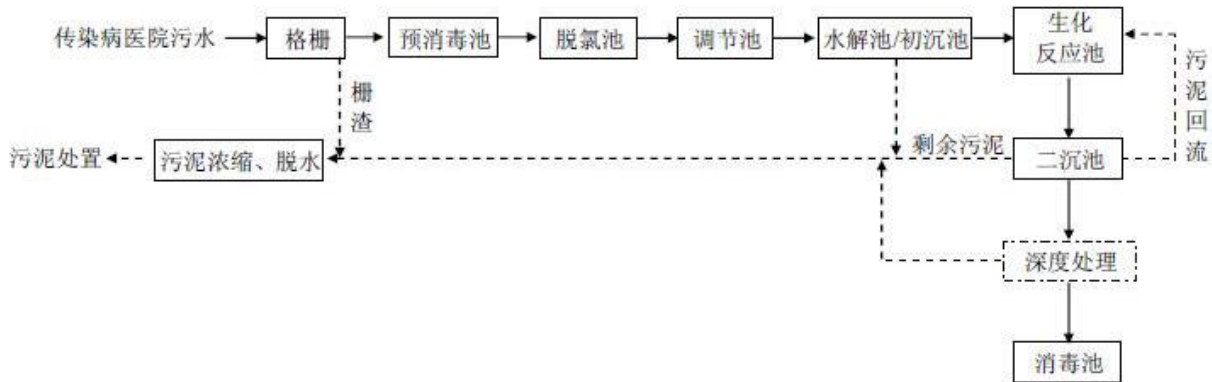 传染病医院污水
格栅
预消毒池
脱氯池
调节池
水解池/初沉池
生化
反应池
污泥回流
栅渣
污泥处置
污泥浓缩、脱水
剩余污泥
二沉池
深度处理
消毒池